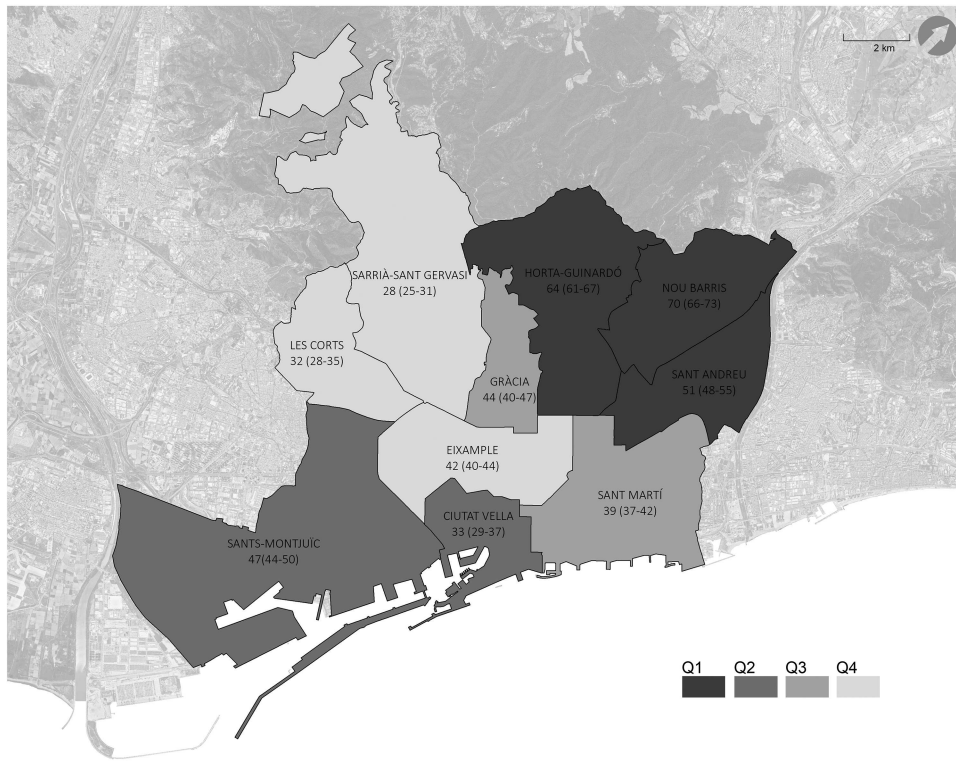 2 km
SARRIÀ-SANT GERVASI
28 (25-31)
HORTA-GUINARDÓ
64 (61-67)
NOU BARRIS
70 (66-73)
LES CORTS
32 (28-35)
GRÀCIA
44 (40-47)
SANT ANDREU
51 (48-55)
EIXAMPLE
42 (40-44)
SANT MARTÍ
39 (37-42)
CIUTAT VELLA
33 (29-37)
SANTS-MONTJUÏC
47(44-50)
Q1 Q2 Q3 Q4